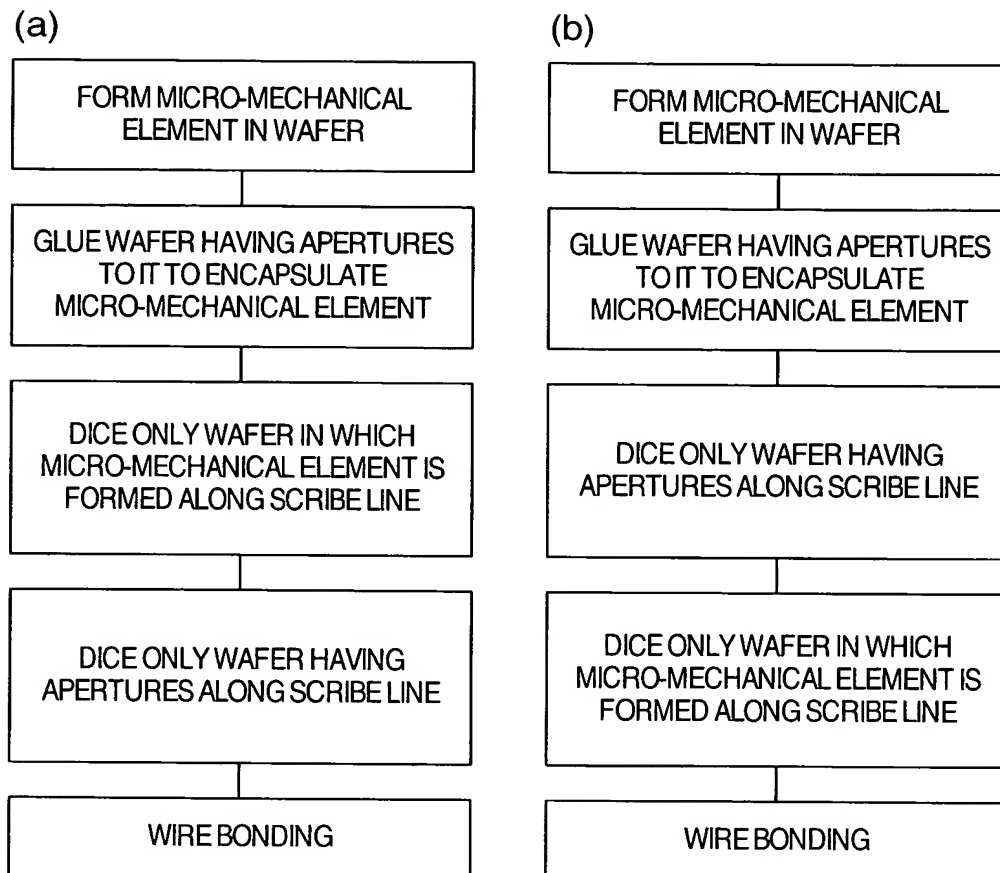 (a)
FORM MICRO-MECHANICAL
ELEMENT IN WAFER
GLUE WAFER HAVING APERTURES
TO IT TO ENCAPSULATE
MICRO-MECHANICAL ELEMENT
DICE ONLY WAFER IN WHICH
MICRO-MECHANICAL ELEMENT IS
FORMED ALONG SCRIBE LINE
DICE ONLY WAFER HAVING
APERTURES ALONG SCRIBE LINE
WIRE BONDING
(b)
FORM MICRO-MECHANICAL
ELEMENT IN WAFER
GLUE WAFER HAVING APERTURES
TO IT TO ENCAPSULATE
MICRO-MECHANICAL ELEMENT
DICE ONLY WAFER HAVING
APERTURES ALONG SCRIBE LINE
DICE ONLY WAFER IN WHICH
MICRO-MECHANICAL ELEMENT IS
FORMED ALONG SCRIBE LINE
WIRE BONDING